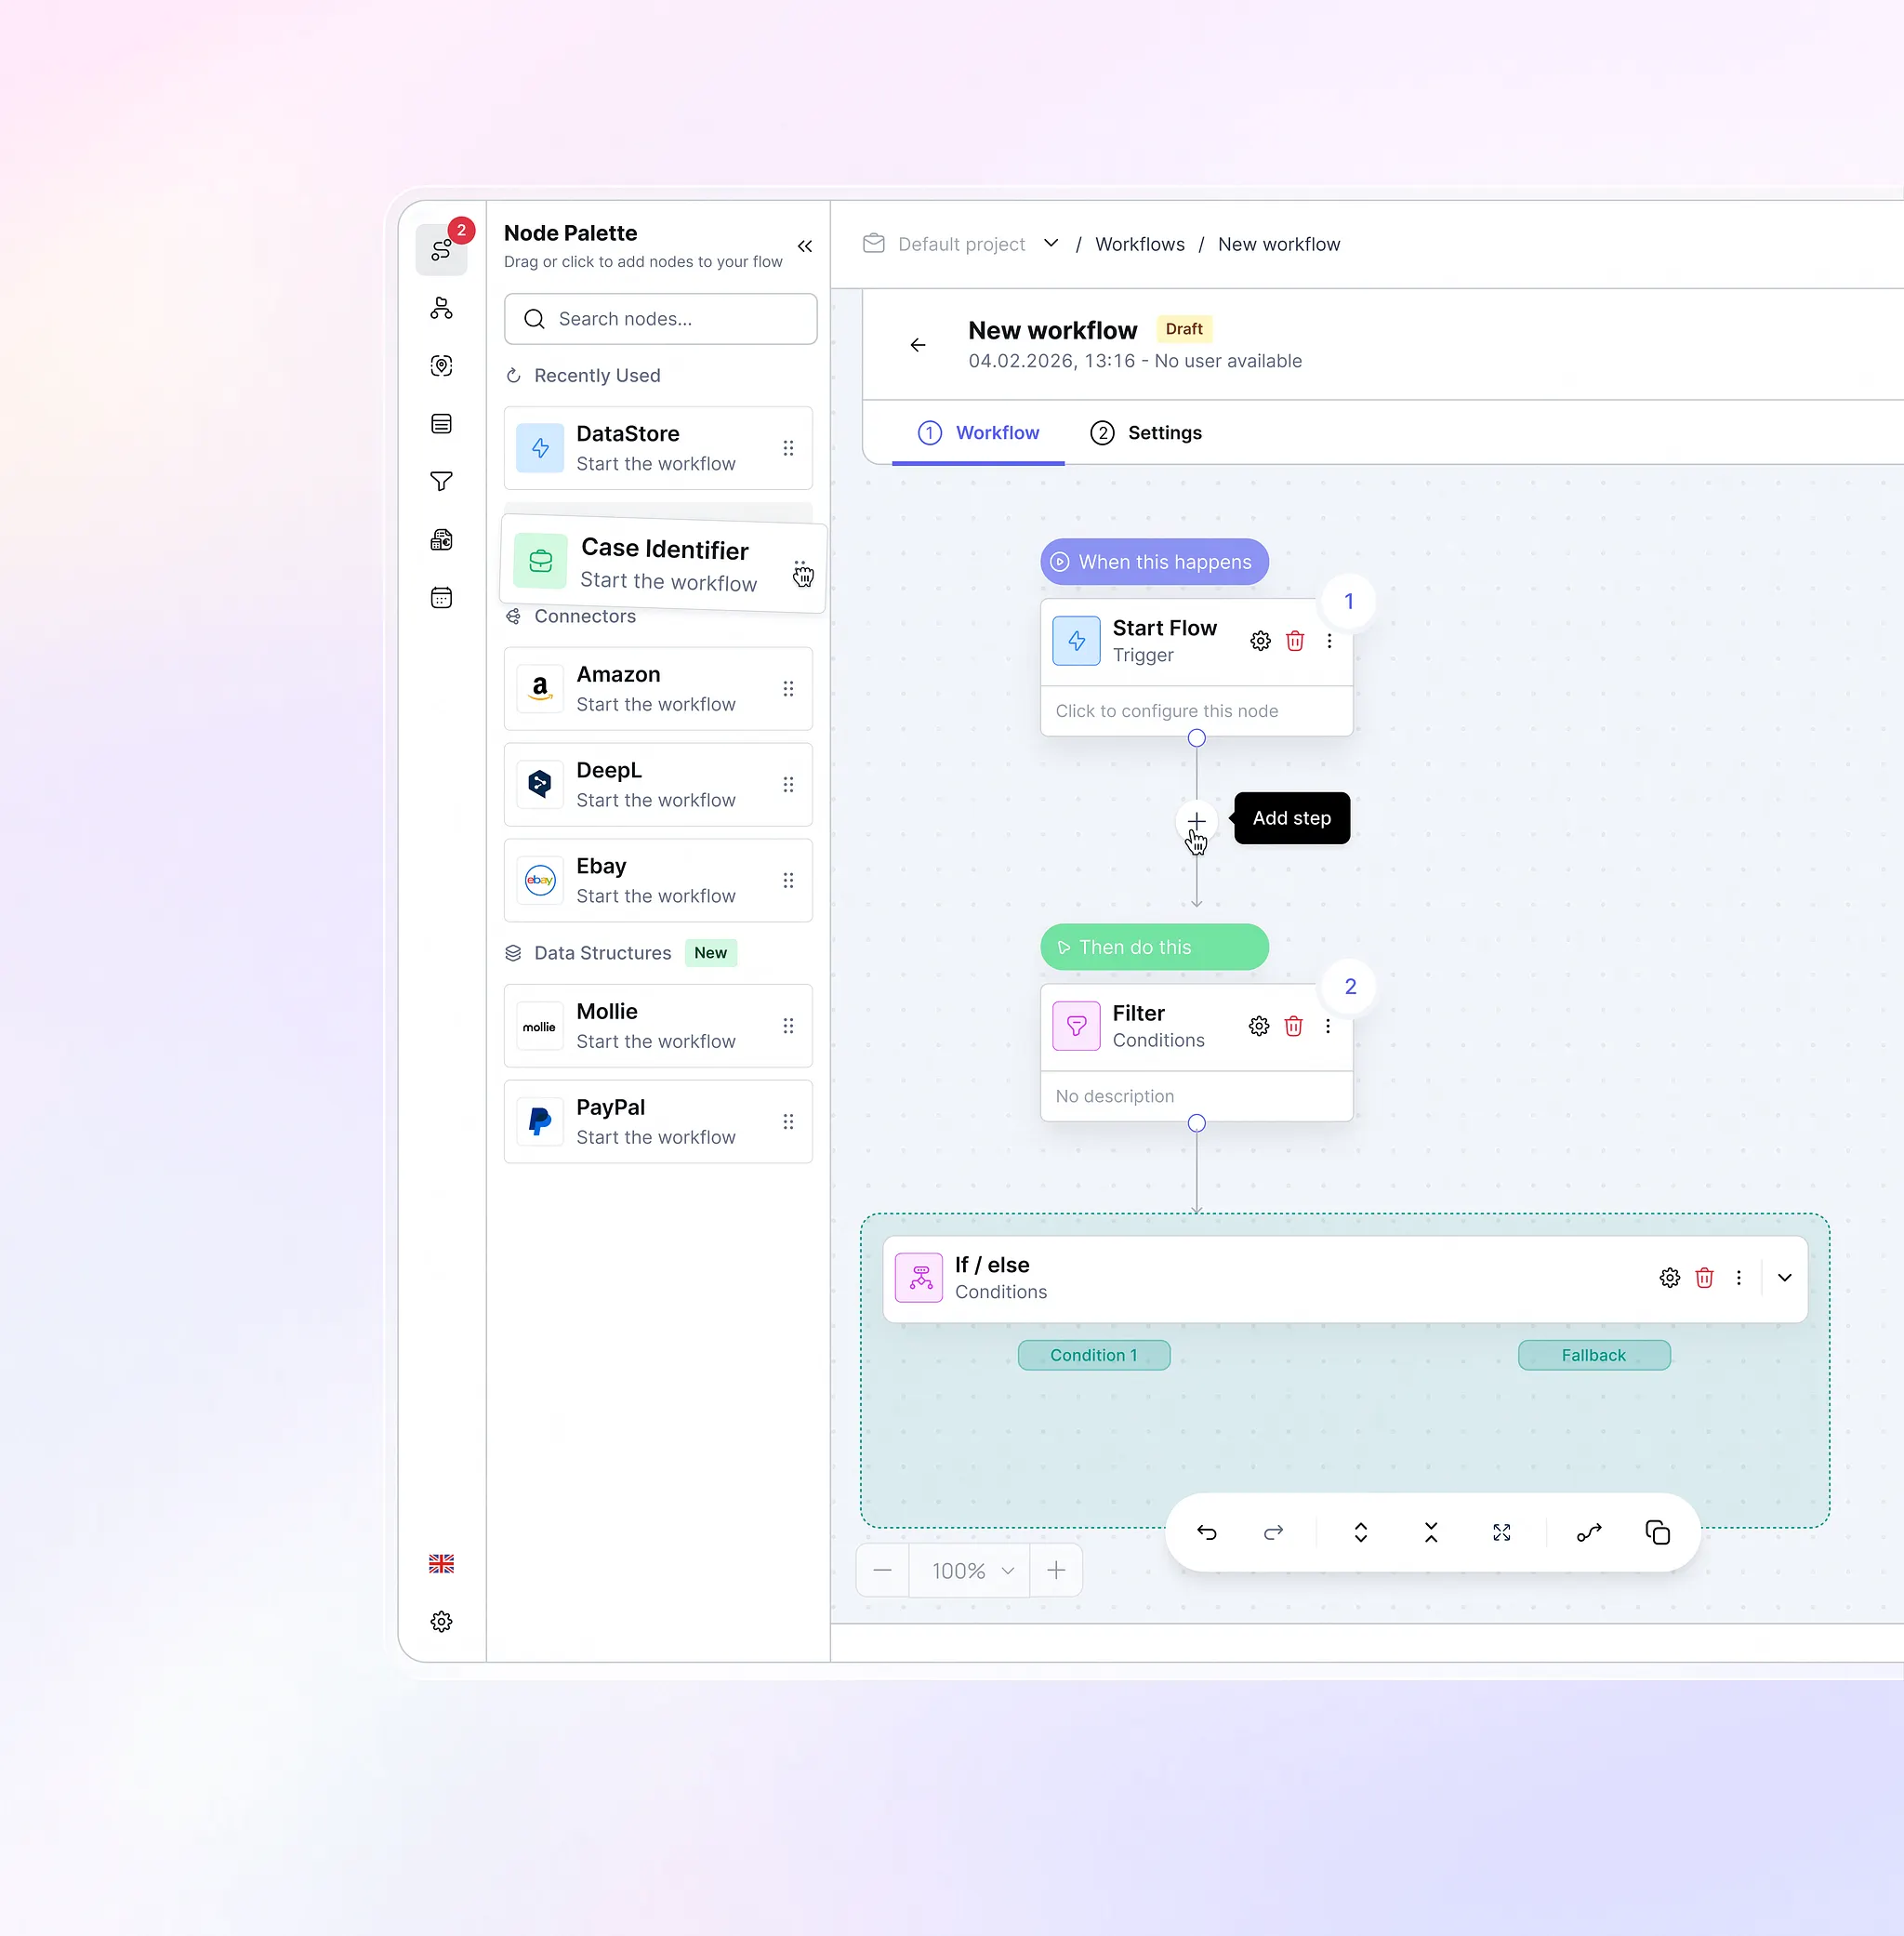 2
Node Palette
Drag or click to add nodes to your flow
Search nodes...
Recently Used
DataStore
Start the workflow
Case Identifier
Start the workflow
Connectors
a
Amazon
Start the workflow
DeepL
Start the workflow
ebay
Ebay
Start the workflow
Data Structures New
mollie
Mollie
Start the workflow
PayPal
Start the workflow
Default project / Workflows / New workflow
New workflow Draft
04.02.2026, 13:16 - No user available
1 Workflow 2 Settings
When this happens
1
Start Flow
Trigger
Click to configure this node
Add step
Then do this
2
Filter
Conditions
No description
If / else
Conditions
Condition 1 Fallback
100%